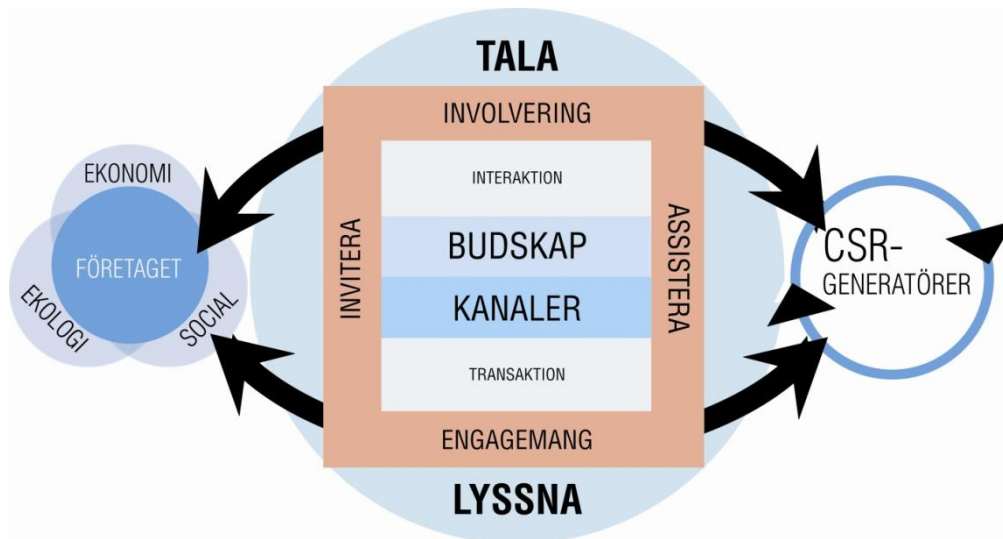 TALA
INVOLVERING
EKONOMI
FÖRETAGET
EKOLOGI
SOCIAL
INVITERA
INTERAKTION
BUDSKAP
KANALER
TRANSAKTION
ASSISTERA
CSR-
GENERATÖRER
ENGAGEMANG
LYSSNA